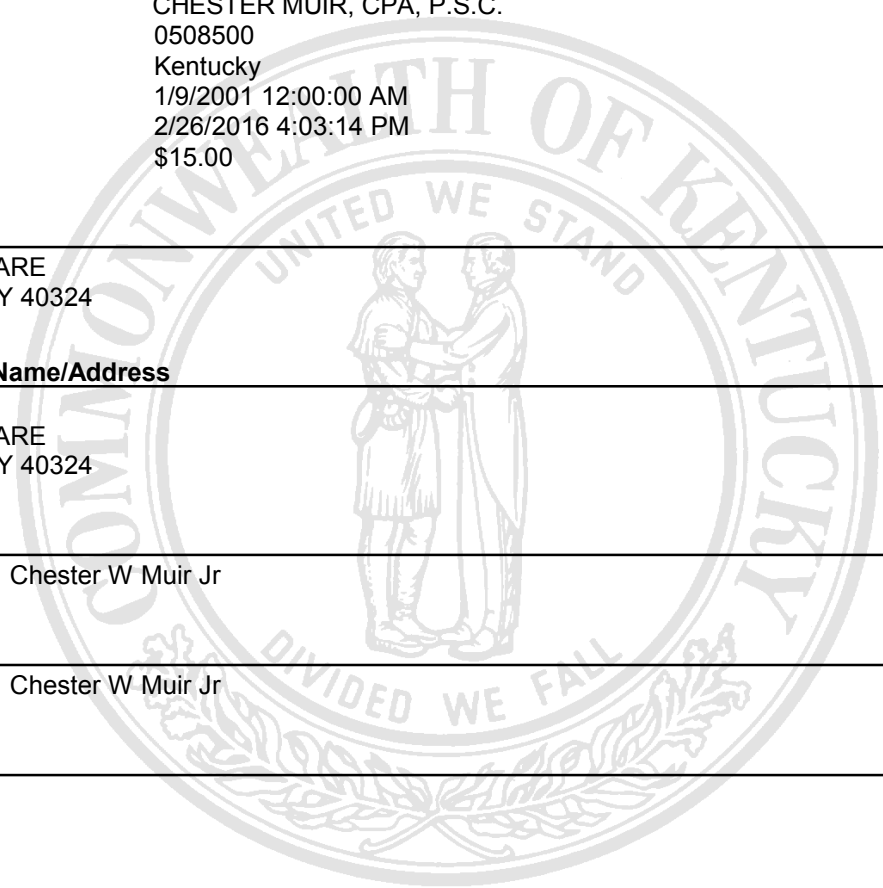 CHESTER MUIR, CPA, P.S.C.
0508500
Kentucky
1/9/2001 12:00:00 AM
2/26/2016 4:03:14 PM
$15.00
COMMONWEALTH OF KENTUCKY
UNITED WE STAND
ARE
Y 40324
Name/Address
ARE
Y 40324
Chester W Muir Jr
Chester W Muir Jr
DIVIDED WE FALL